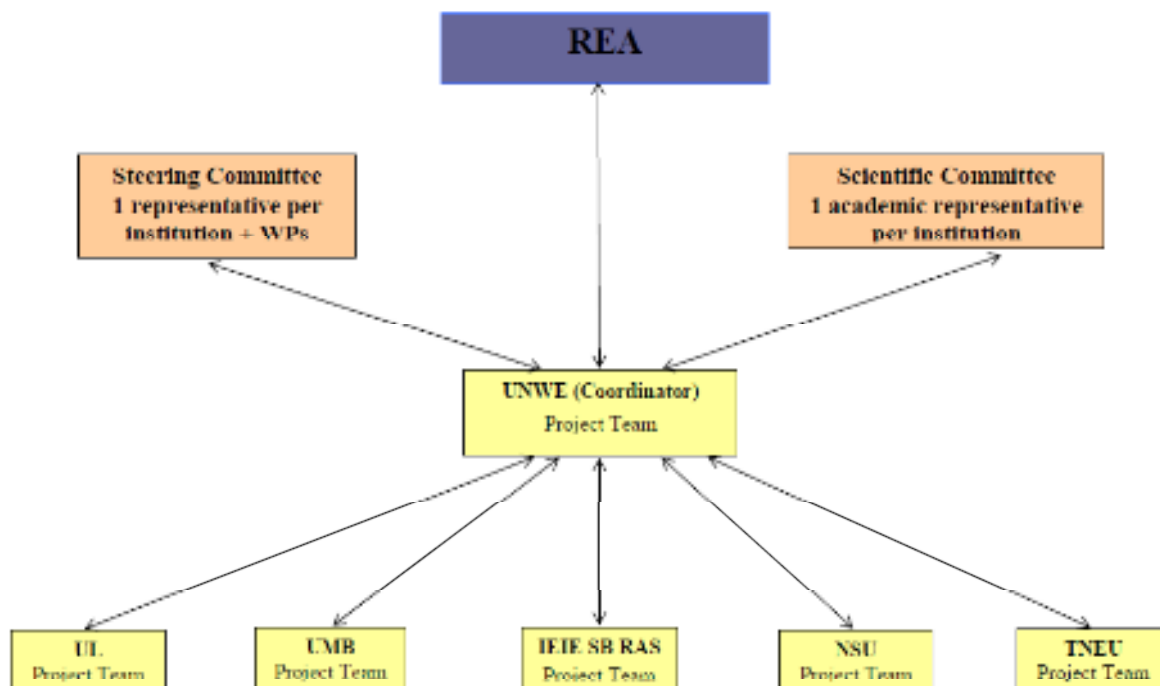 REA
Steering Committee
1 representative per
institution + WPs
Scientific Committee
1 academic representative
per institution
UNWE (Coordinator)
Project Team
UL
Project Team
UMB
Project Team
IEIE SB RAS
Project Team
NSU
Project Team
TNEU
Project Team